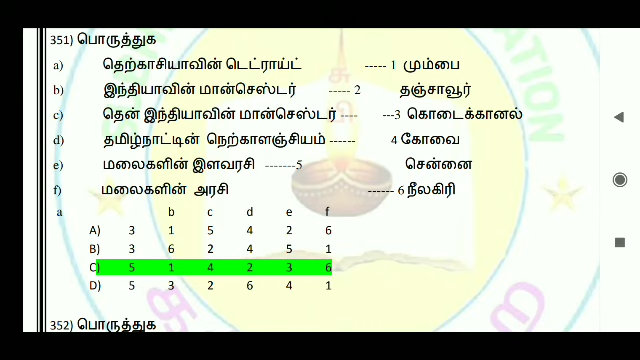 351) பொருத்துக
a) தெற்காசியாவின் டெட்ராய்ட் ----- 1 மும்பை
b) இந்தியாவின் மான்செஸ்டர் ----- 2 தஞ்சாவூர்
c) தென் இந்தியாவின் மான்செஸ்டர் ---- ---3 கொடைக்கானல்
d) தமிழ்நாட்டின் நெற்களஞ்சியம் ------ 4 கோவை
e) மலைகளின் இளவரசி -------5 சென்னை
f) மலைகளின் அரசி ------ 6 நீலகிரி
a b c d e f
A) 3 1 5 4 2 6
B) 3 6 2 4 5 1
C) 5 1 4 2 3 6
D) 5 3 2 6 4 1
352) பொருத்துக